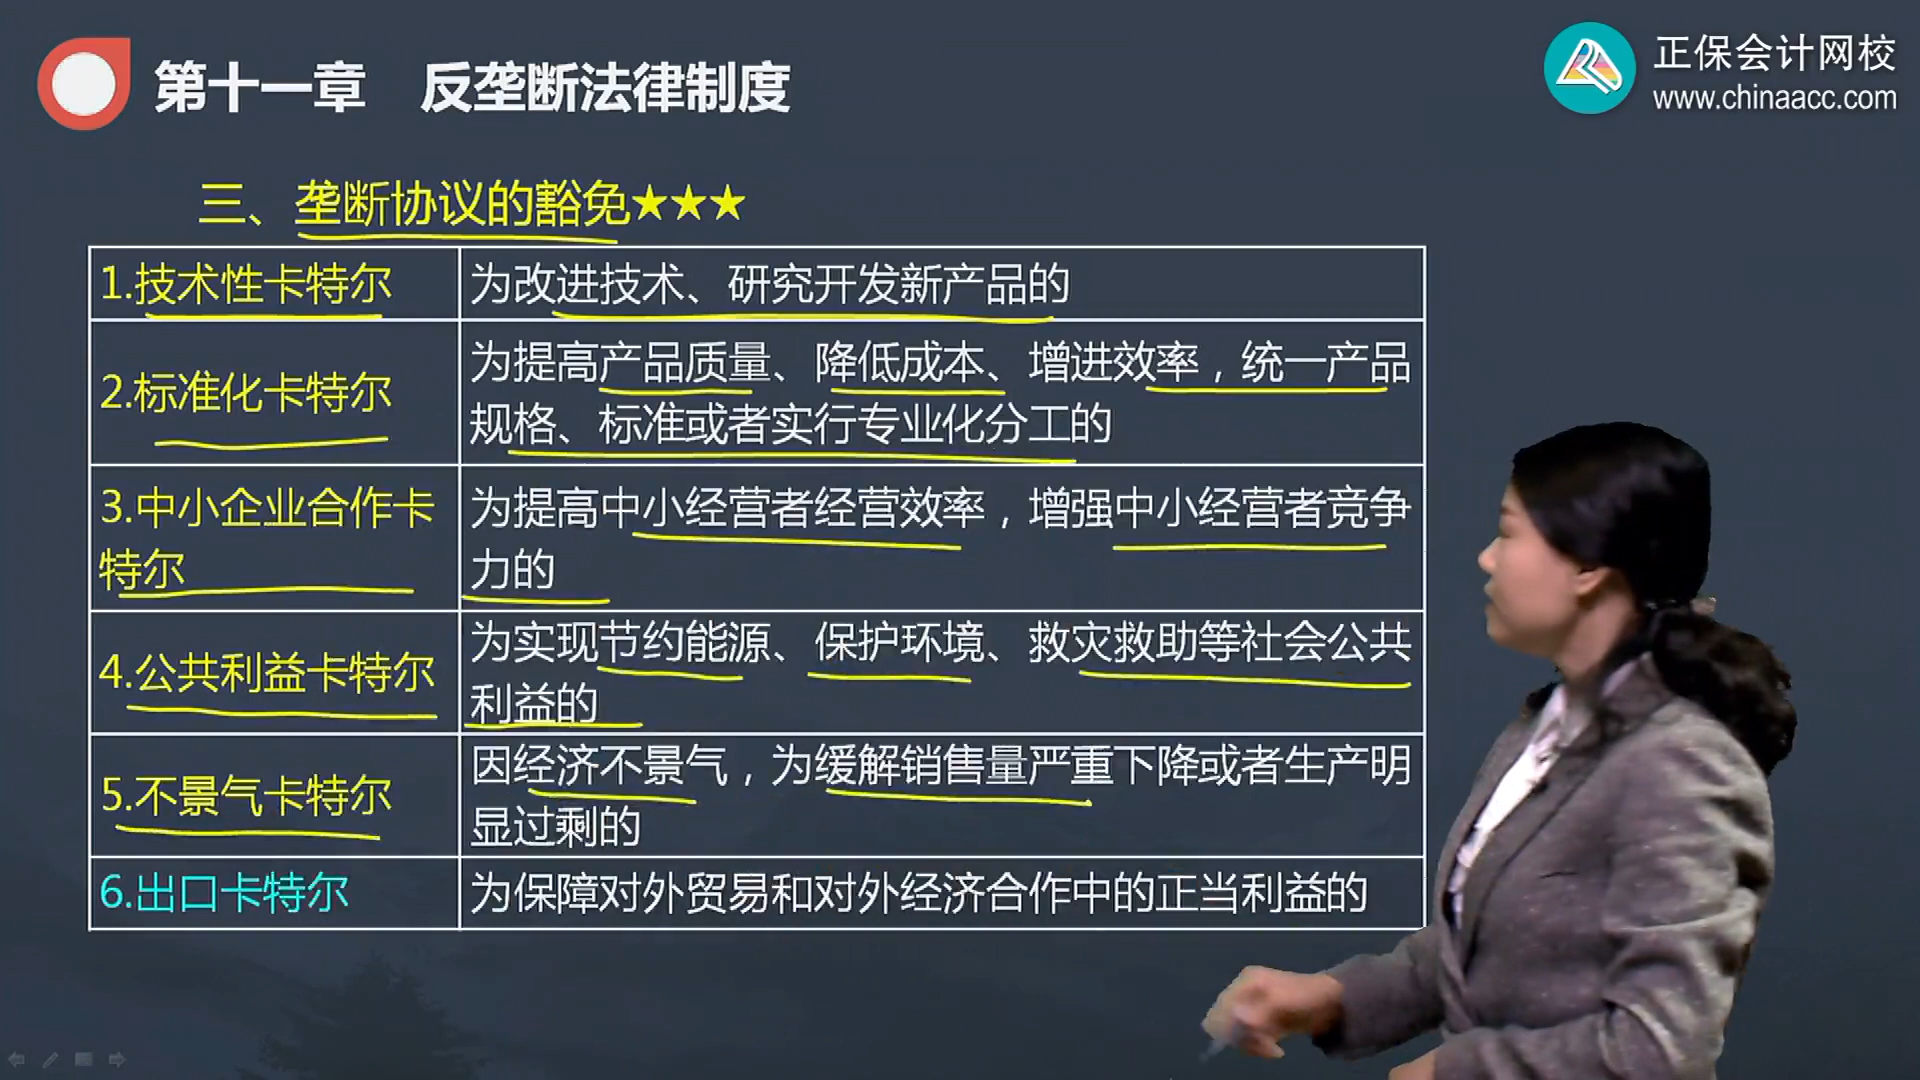 第十一章 反垄断法律制度
正保会计网校
www.chinaacc.com
三、垄断协议的豁免★★★
1.技术性卡特尔
为改进技术、研究开发新产品的
2.标准化卡特尔
为提高产品质量、降低成本、增进效率，统一产品
规格、标准或者实行专业化分工的
3.中小企业合作卡
特尔
为提高中小经营者经营效率，增强中小经营者竞争
力的
4.公共利益卡特尔
为实现节约能源、保护环境、救灾救助等社会公共
利益的
5.不景气卡特尔
因经济不景气，为缓解销售量严重下降或者生产明
显过剩的
6.出口卡特尔
为保障对外贸易和对外经济合作中的正当利益的